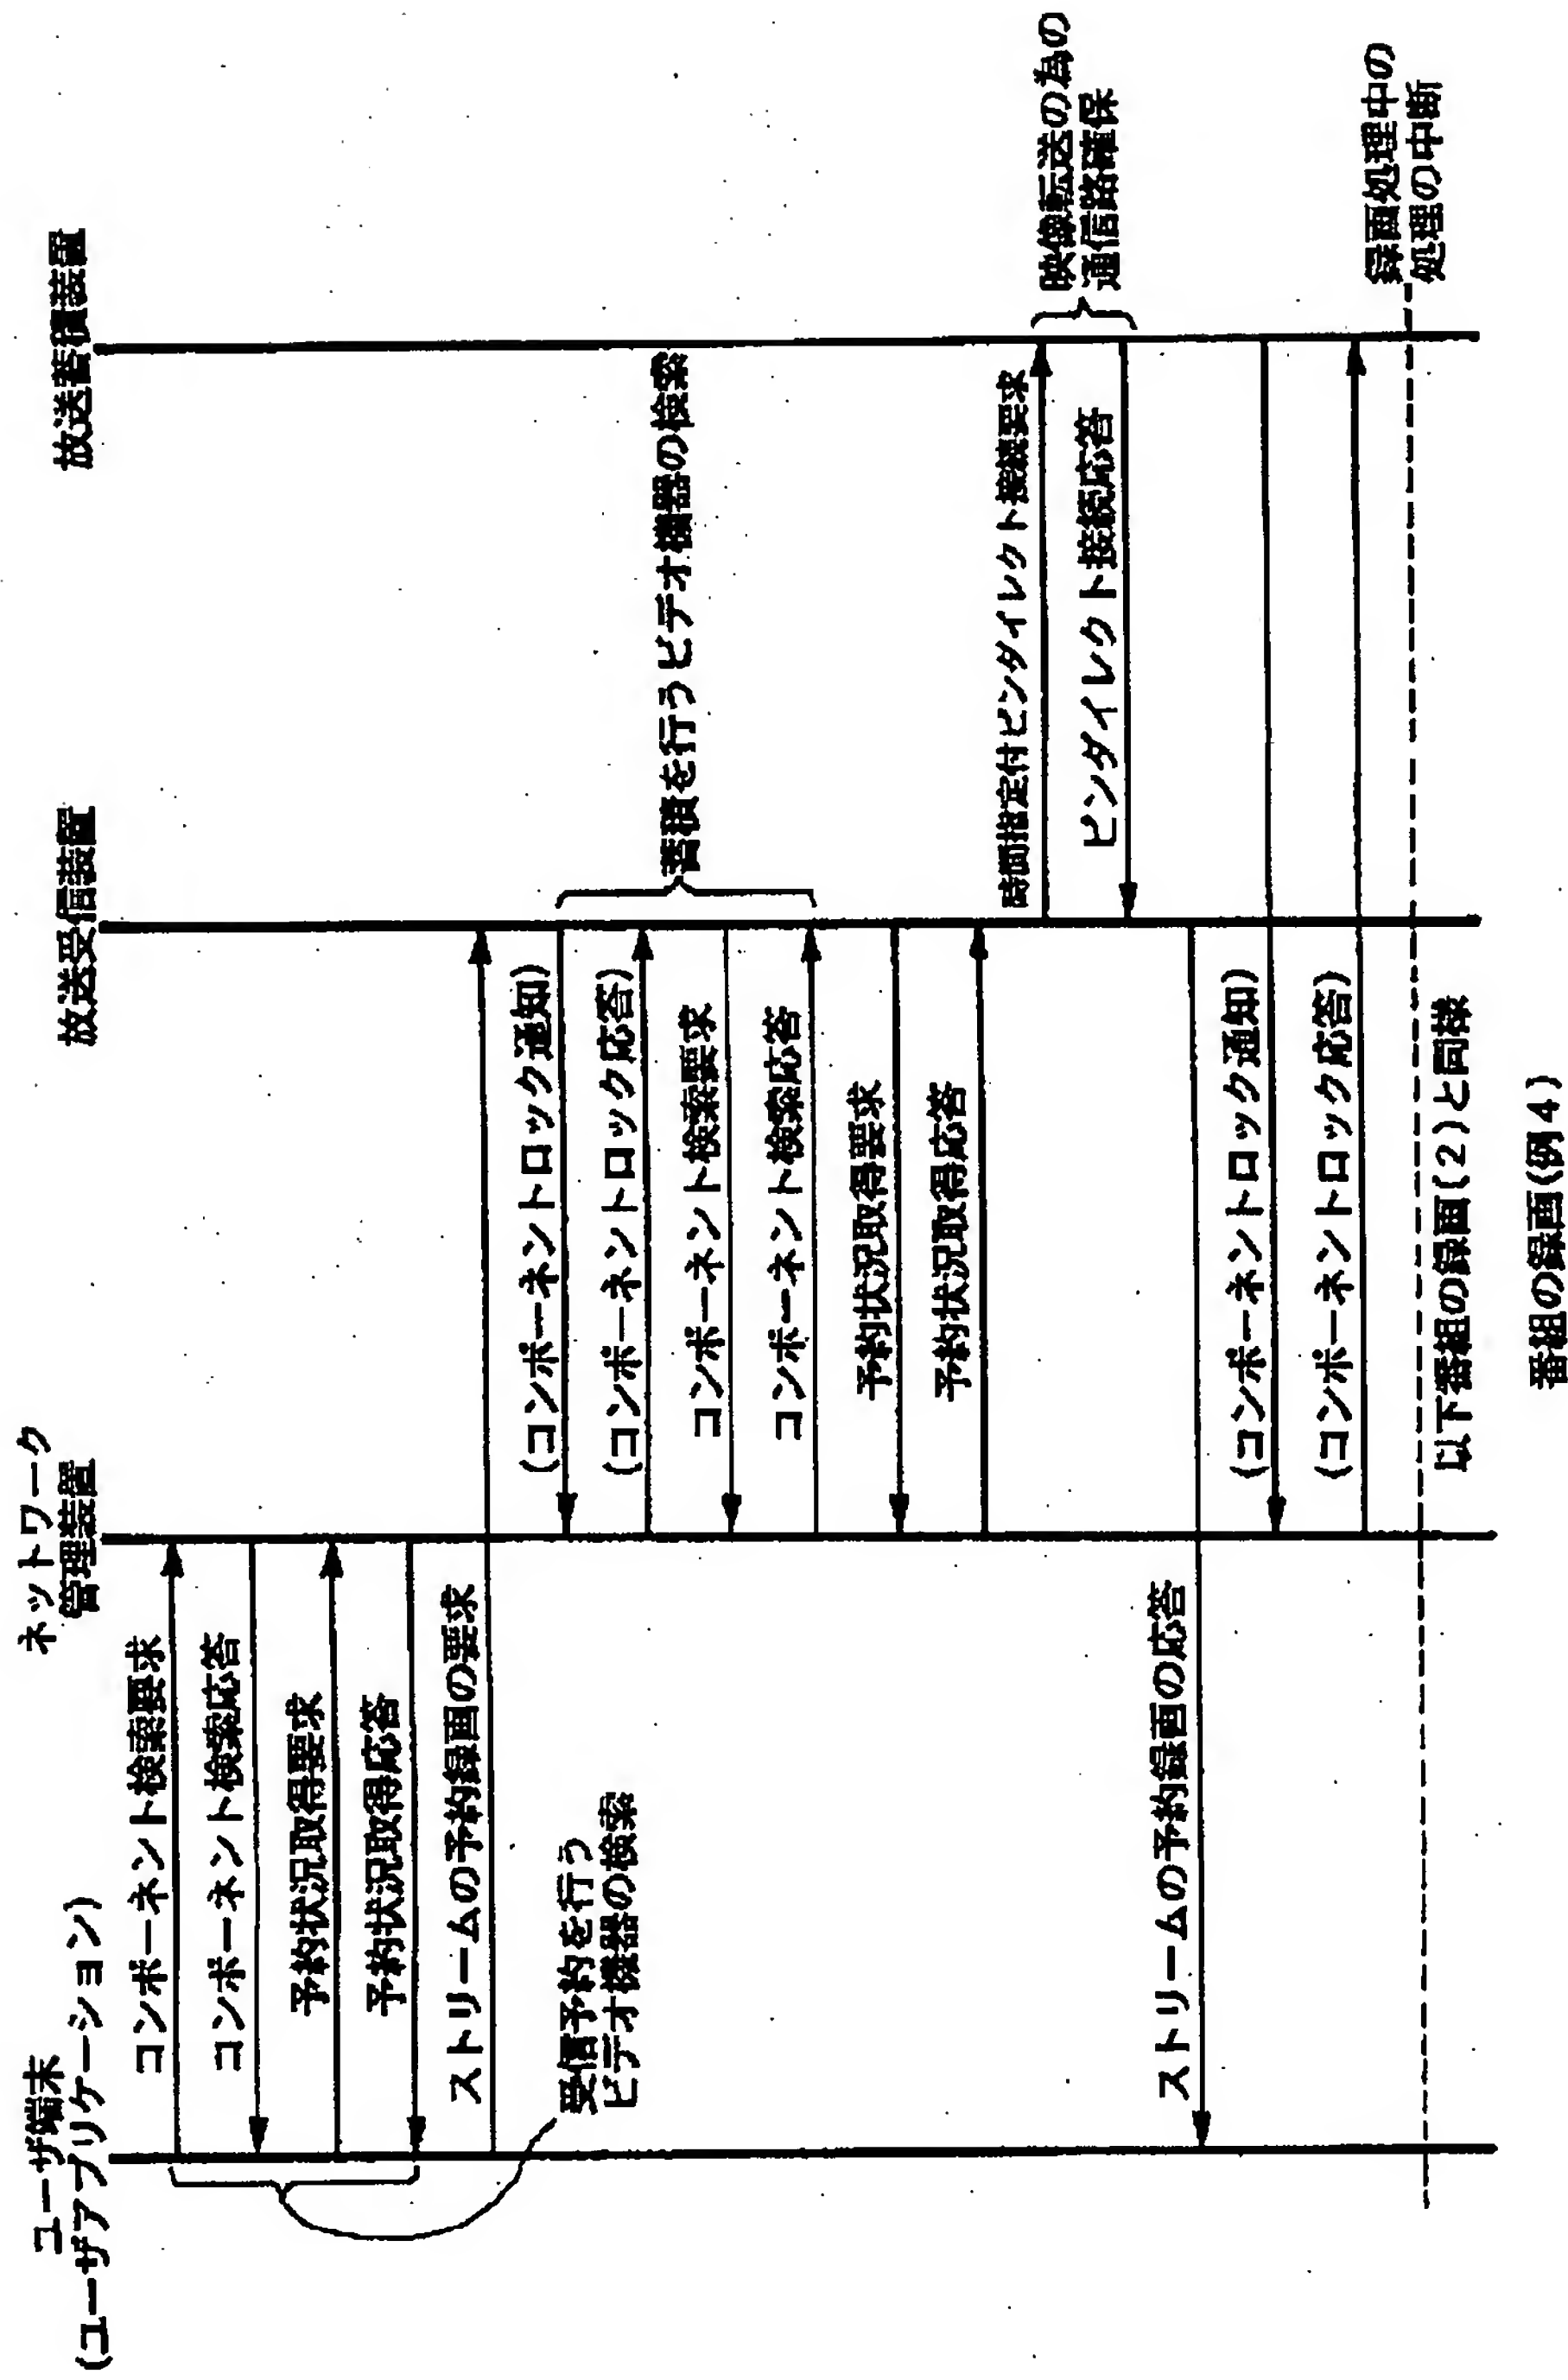 ユーザ端末
(ユーザアプリケーション)
ネットワーク
管理装置
放送受信装置
放送蓄積装置
コンポーネント検索要求
コンポーネント検索応答
予約状況取得要求
予約状況取得応答
ストリームの予約録画の要求
受信予約を行う
ビデオ機器の検索
(コンポーネントロック通知)
(コンポーネントロック応答)
コンポーネント検索要求
コンポーネント検索応答
蓄積を行うビデオ機器の検索
予約状況取得要求
予約状況取得応答
時間指定付ピンダイレクト接続要求
ピンダイレクト接続応答
映像転送の為の
通信路確保
ストリームの予約録画の応答
(コンポーネントロック通知)
(コンポーネントロック応答)
録画処理中の
処理の中断
以下番組の録画(2)と同様
番組の録画(例4)